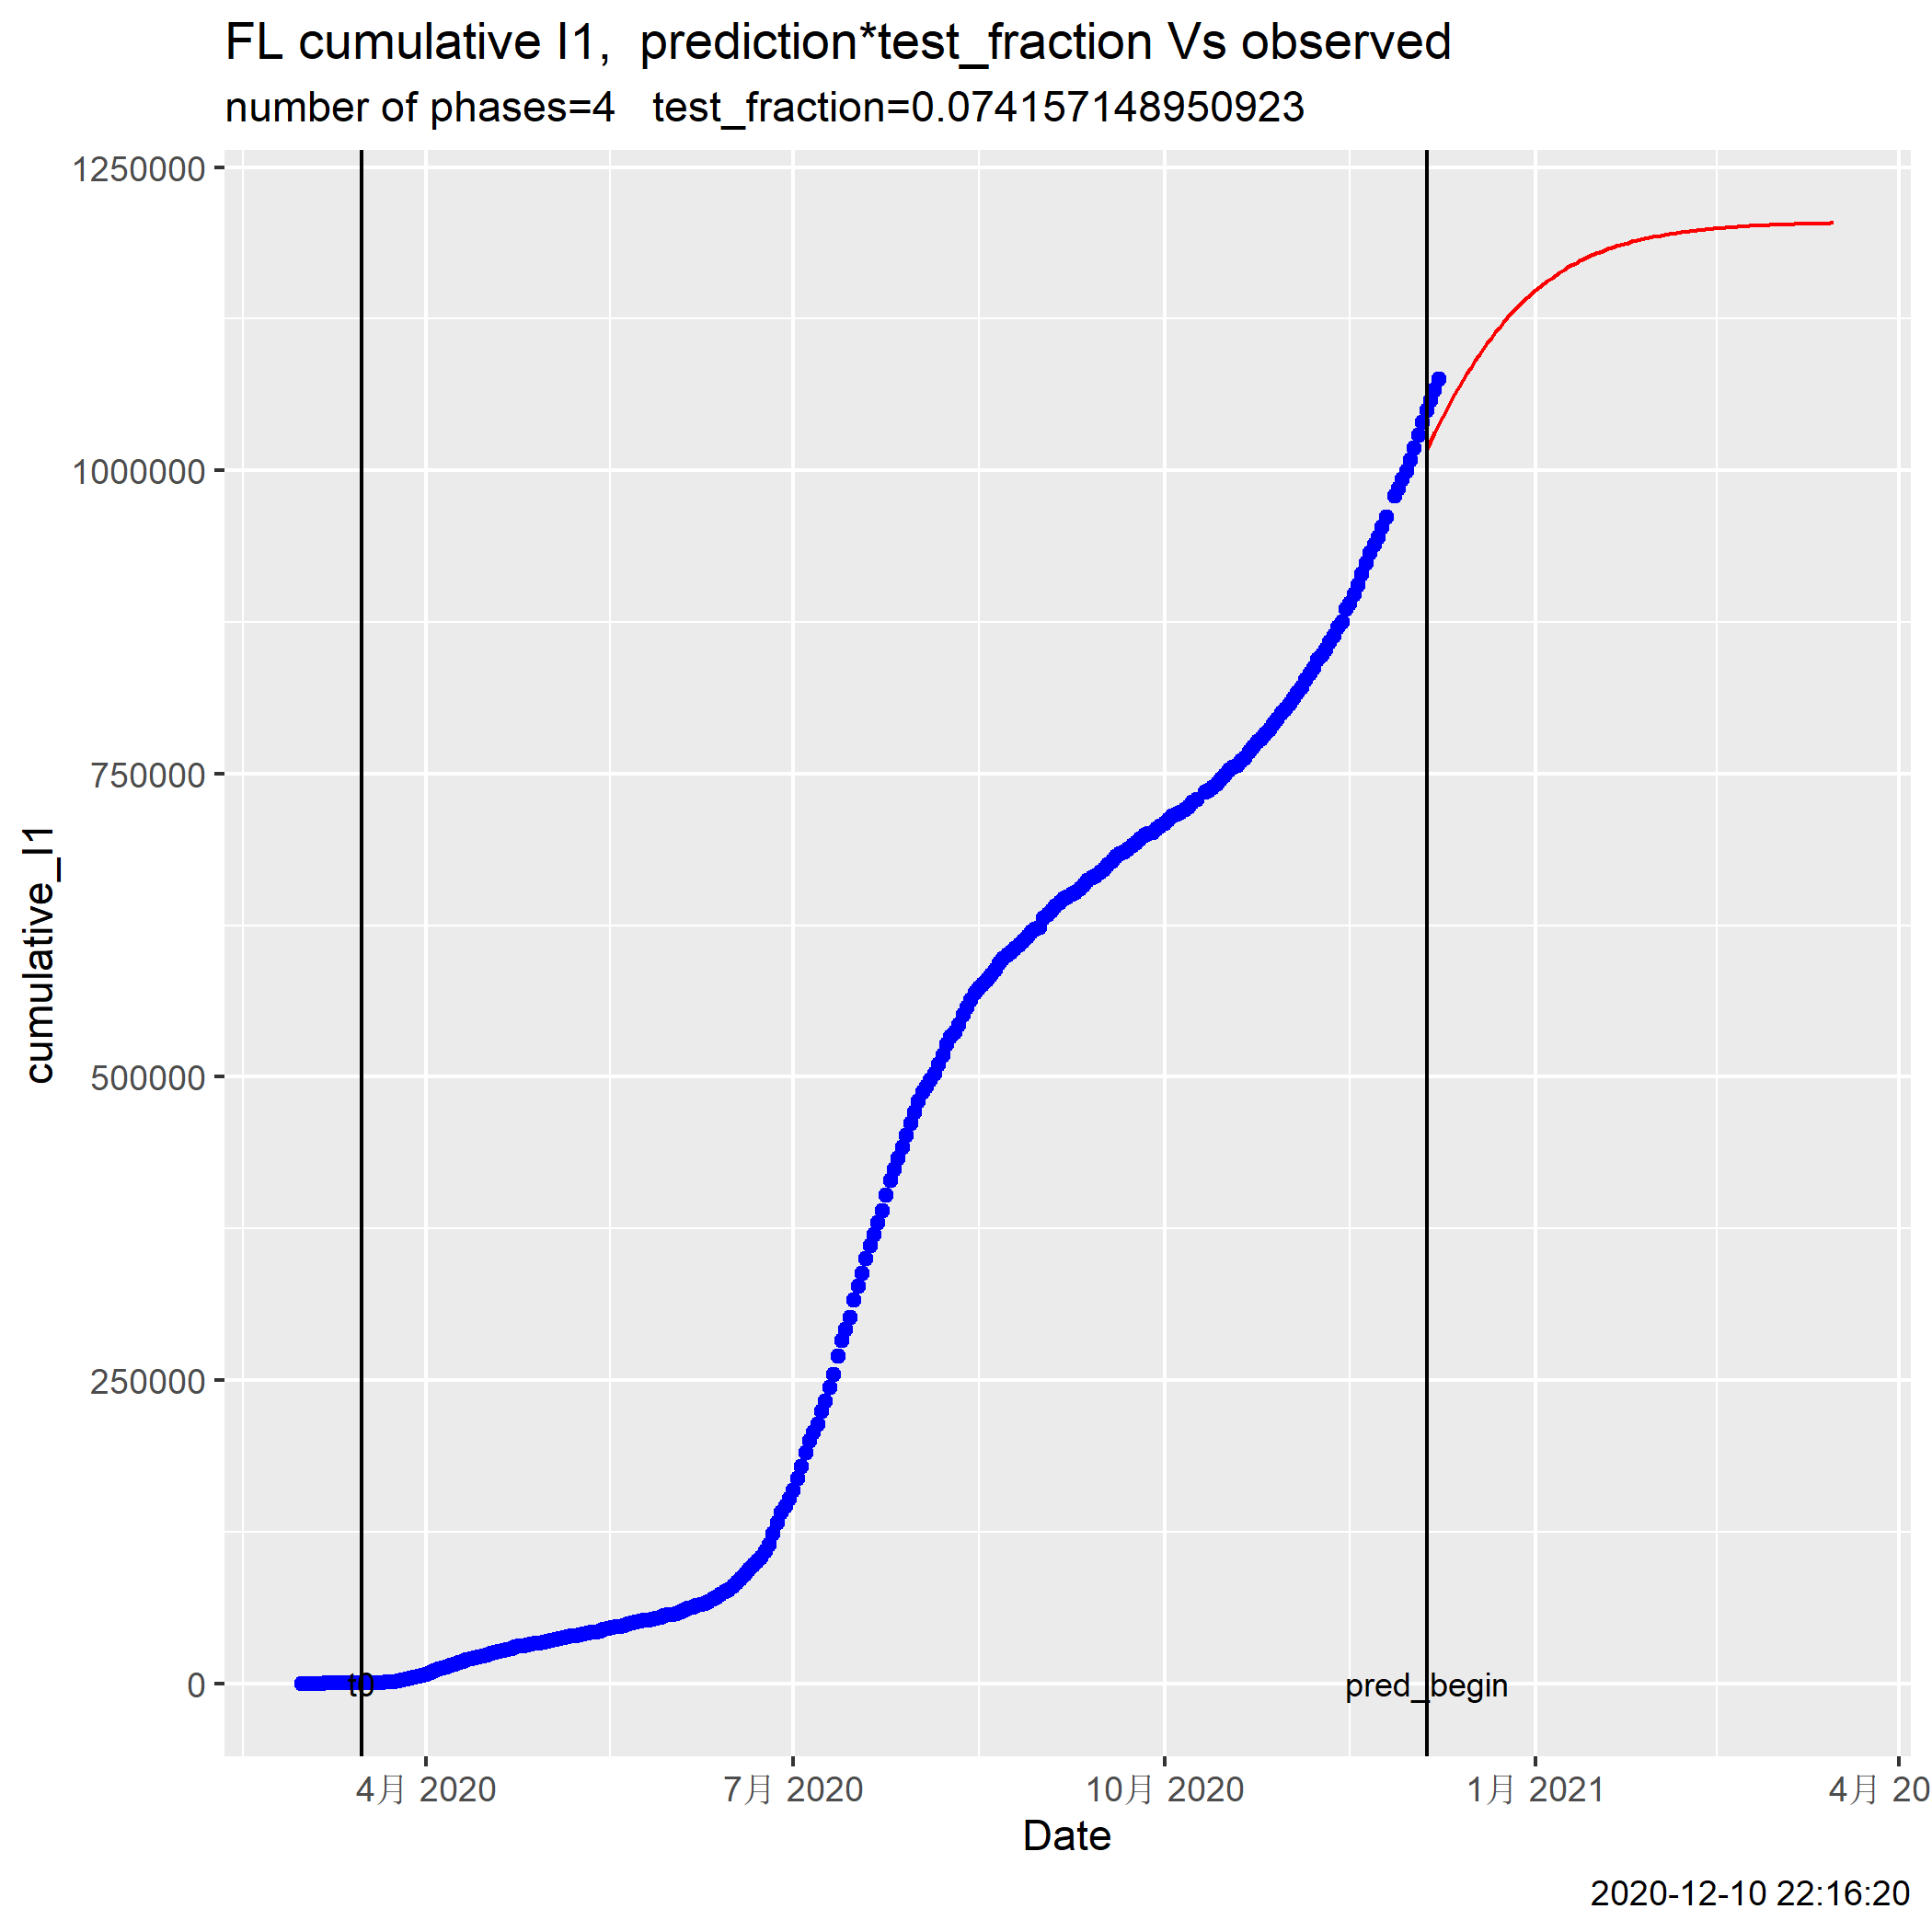 FL cumulative I1,  prediction*test_fraction Vs observed
number of phases=4   test_fraction=0.074157148950923
1250000
1000000
750000
500000
250000
0
cumulative_I1
t0
pred_begin
4月 2020
7月 2020
10月 2020
1月 2021
4月 20
Date
2020-12-10 22:16:20